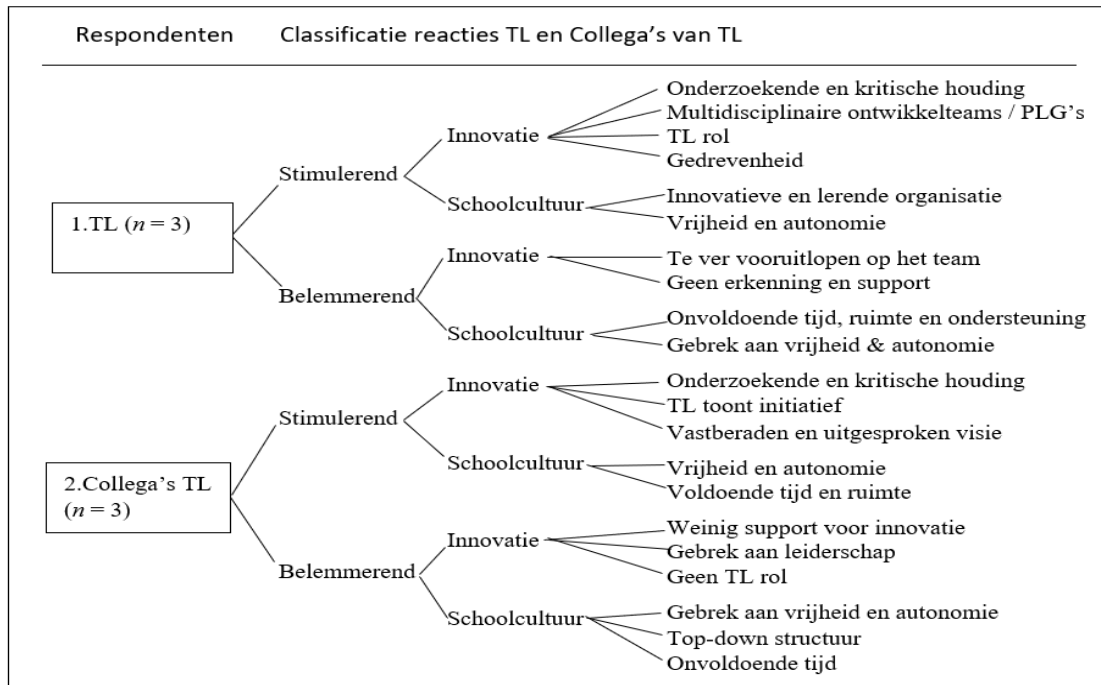 Respondenten Classificatie reacties TL en Collega's van TL
Onderzoekende en kritische houding
Multidisciplinaire ontwikkelteams / PLG's
Innovatie
TL rol
Gedrevenheid
Stimulerend
Innovatieve en lerende organisatie
Schoolcultuur
Vrijheid en autonomie
1.TL (n = 3)
Innovatie
Te ver vooruitlopen op het team
Geen erkenning en support
Belemmerend
Onvoldoende tijd, ruimte en ondersteuning
Schoolcultuur
Gebrek aan vrijheid & autonomie
Onderzoekende en kritische houding
Innovatie
TL toont initiatief
Stimulerend
Vastberaden en uitgesproken visie
Schoolcultuur
Vrijheid en autonomie
Voldoende tijd en ruimte
2.Collega's TL
(n = 3)
Weinig support voor innovatie
Innovatie
Gebrek aan leiderschap
Belemmerend
Geen TL rol
Gebrek aan vrijheid en autonomie
Schoolcultuur
Top-down structuur
Onvoldoende tijd